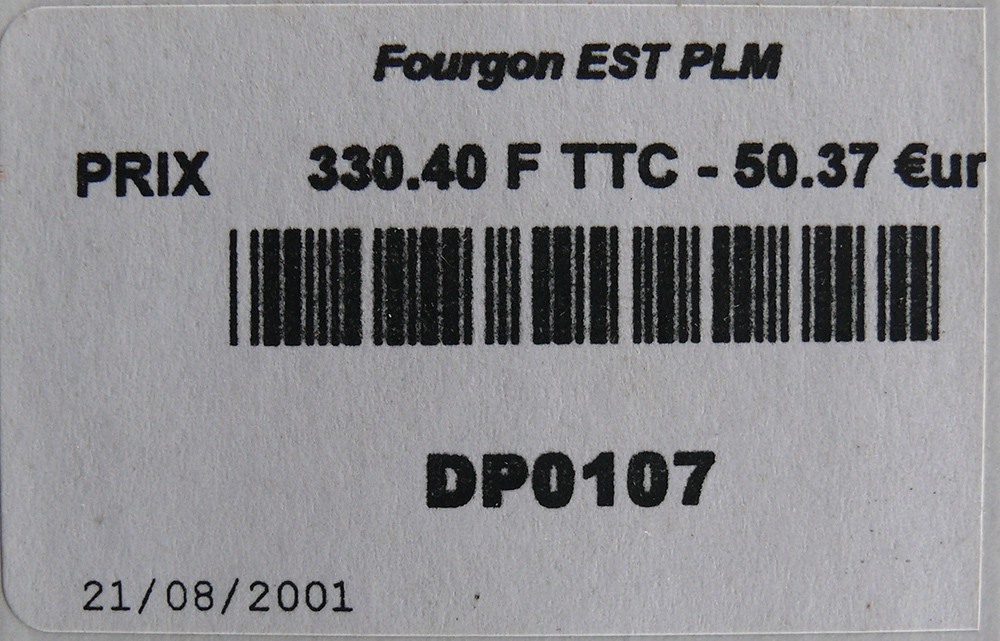 Fourgon EST PLM
PRIX 330.40 F TTC - 50.37 €ur
DP0107
21/08/2001